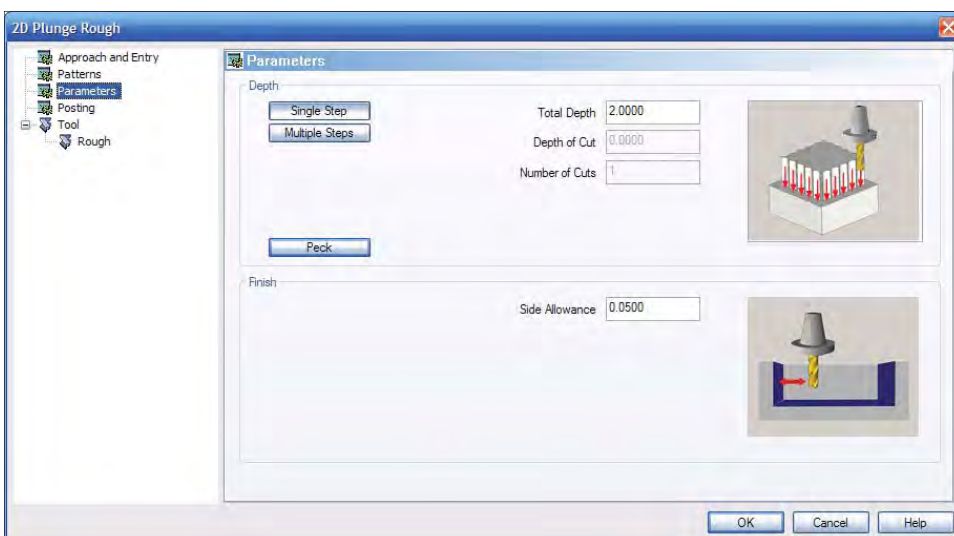 2D Plunge Rough
Approach and Entry
Patterns
Parameters
Posting
Tool
Rough
Parameters
Depth
Single Step
Multiple Steps
Total Depth 2.0000
Depth of Cut 0.0000
Number of Cuts 1
Peck
Finish
Side Allowance 0.0500
OK Cancel Help